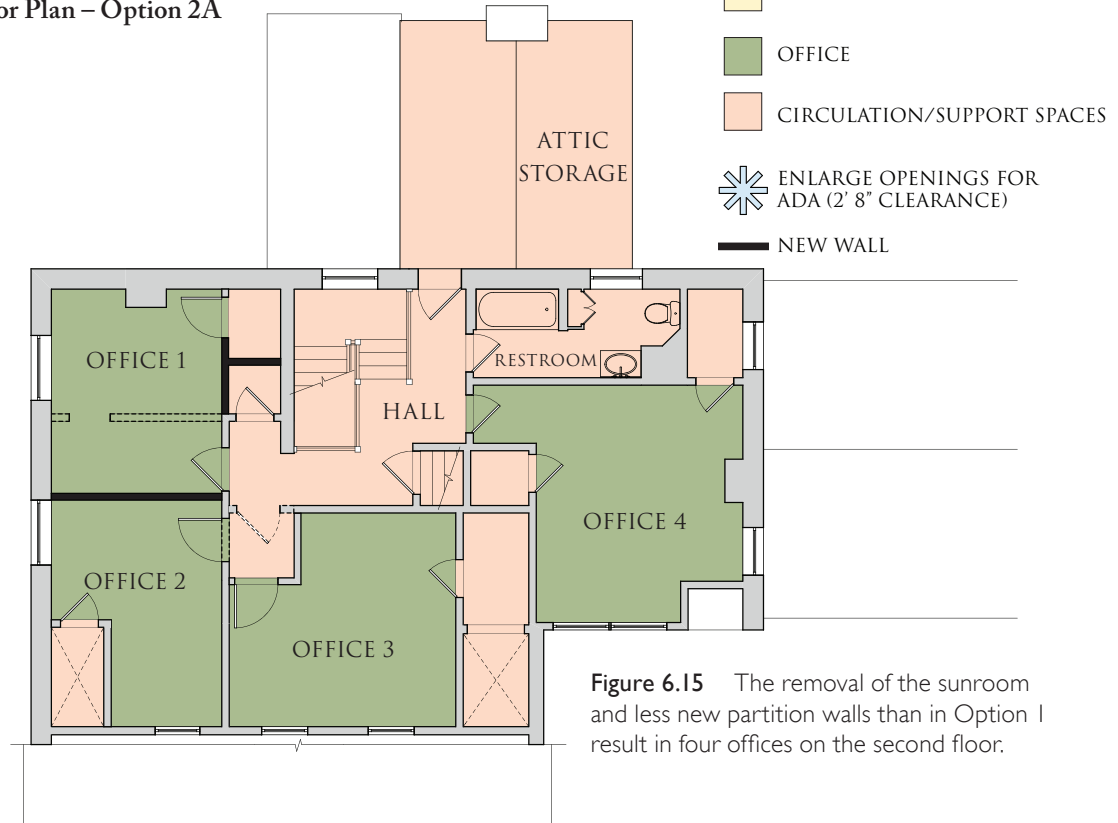 or Plan – Option 2A
OFFICE
CIRCULATION/SUPPORT SPACES
ENLARGE OPENINGS FOR
ADA (2' 8" CLEARANCE)
NEW WALL
ATTIC
STORAGE
OFFICE 1
RESTROOM
HALL
OFFICE 4
OFFICE 2
OFFICE 3
Figure 6.15 The removal of the sunroom
and less new partition walls than in Option 1
result in four offices on the second floor.